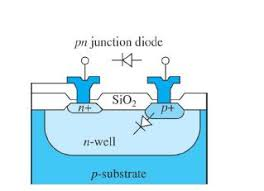 pn junction diode
SiO₂
n+ p+
n-well
p-substrate